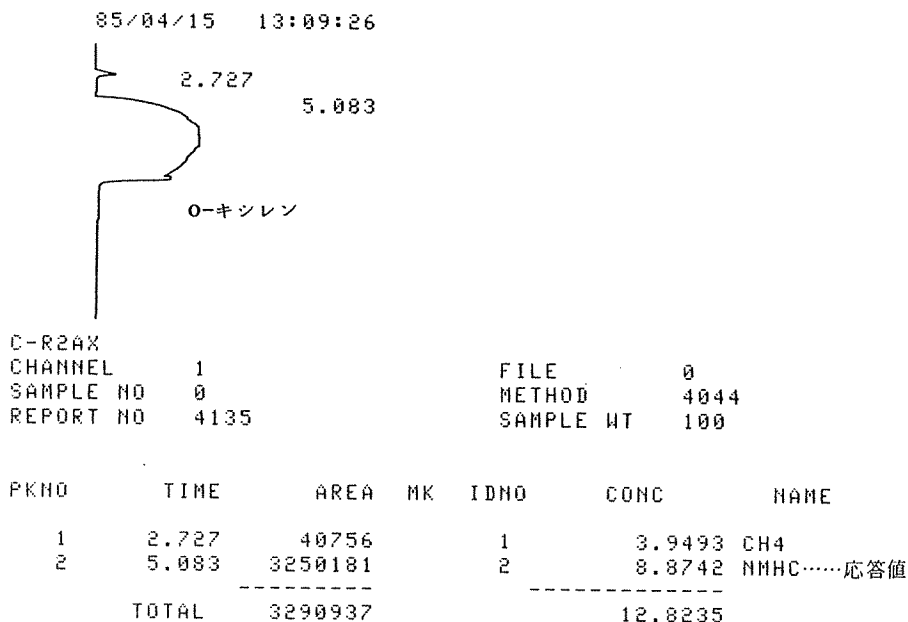 85/04/15 13:09:26
2.727
5.083
O-キシレン
C-R2AX
CHANNEL 1 FILE 0
SAMPLE NO 0 METHOD 4044
REPORT NO 4135 SAMPLE WT 100
PKNO TIME AREA MK IDNO CONC NAME
1 2.727 40756 1 3.9493 CH4
2 5.083 3250181 2 8.8742 NMHC……応答値
TOTAL 3290937 12.8235